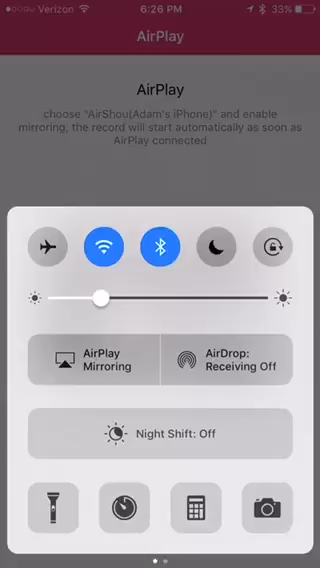 Verizon 6:26 PM 33%
AirPlay
AirPlay
choose "AirShou(Adam's iPhone)" and enable
mirroring, the record will start automatically as soon as
AirPlay connected
AirPlay
Mirroring
AirDrop:
Receiving Off
Night Shift: Off